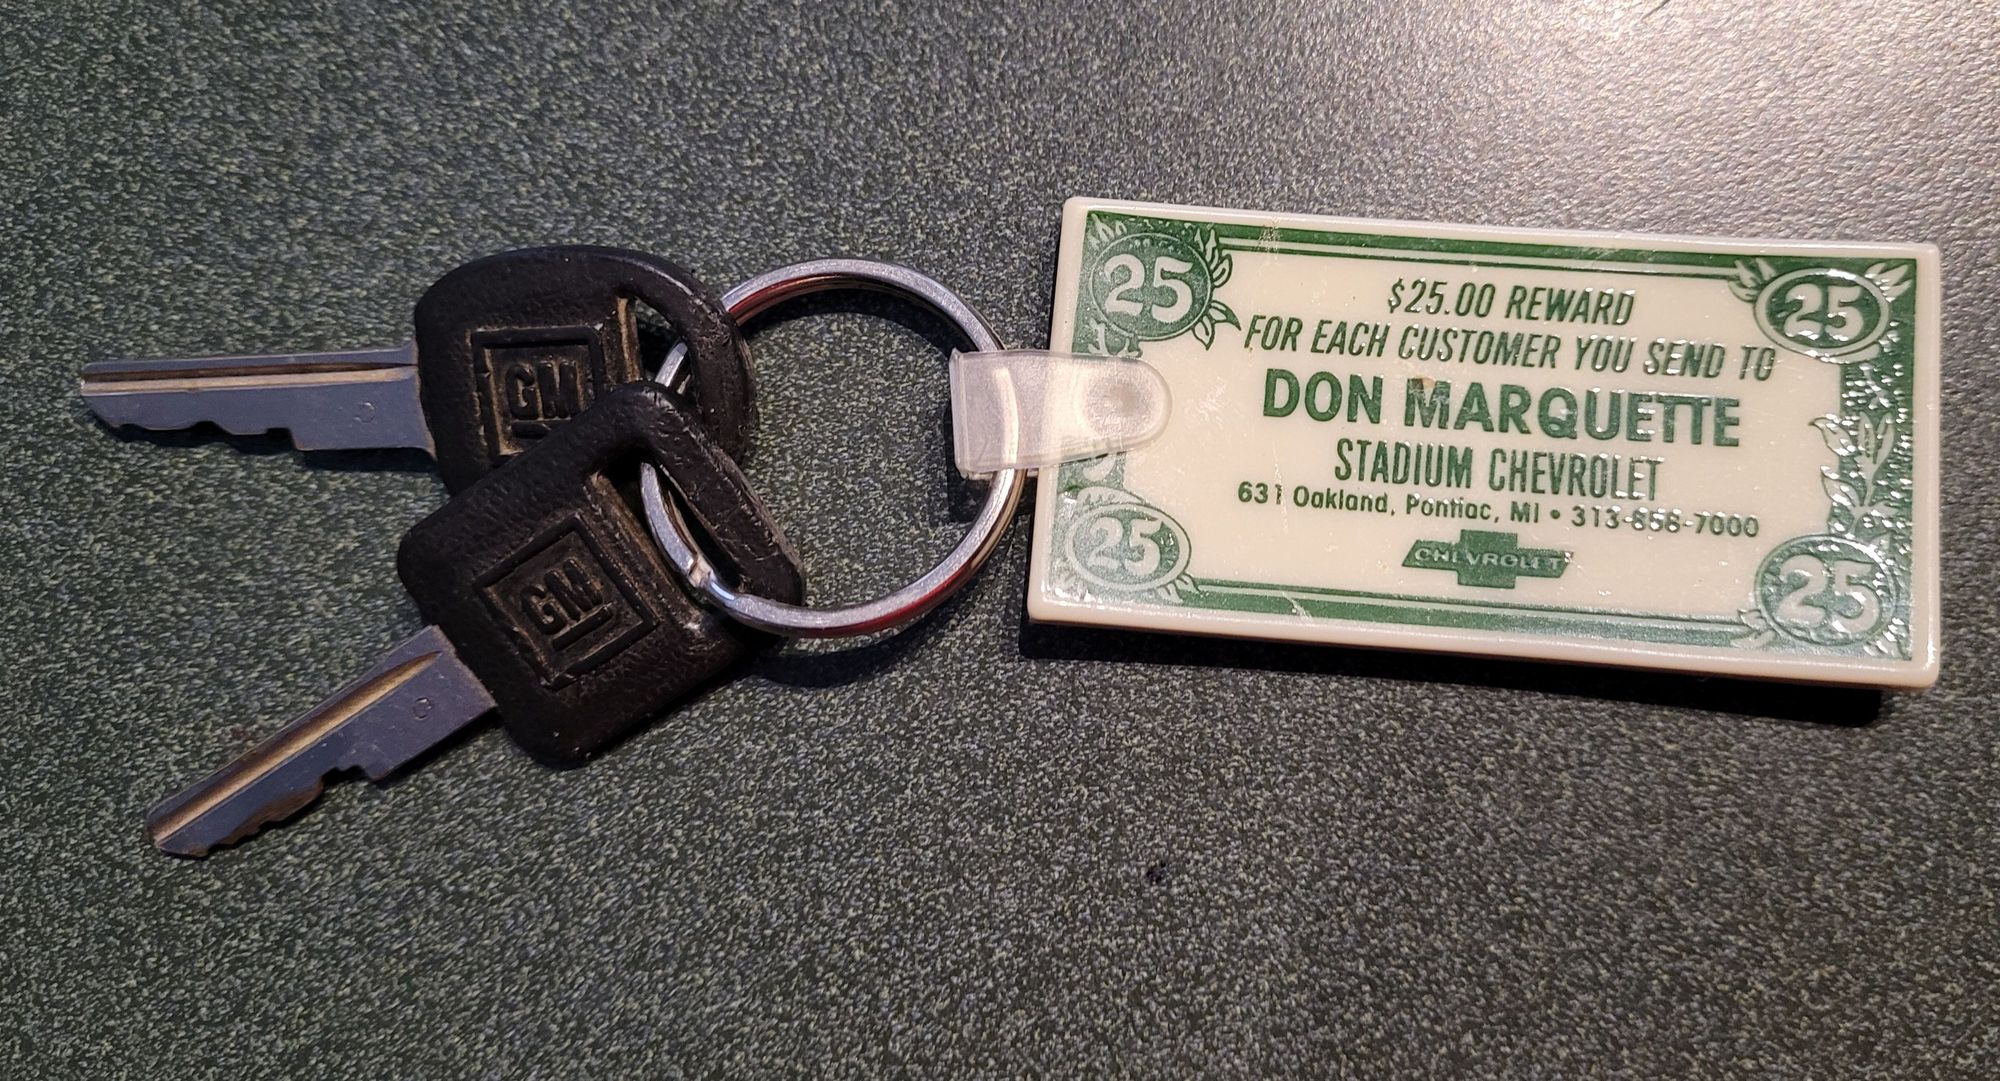 GM
GM
25
25
$25.00 REWARD
FOR EACH CUSTOMER YOU SEND TO
DON MARQUETTE
STADIUM CHEVROLET
631 Oakland, Pontiac, MI • 313-858-7000
CHEVROLET
25
25